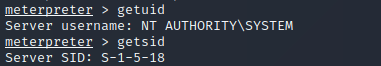 meterpreter > getuid
Server username: NT AUTHORITY\SYSTEM
meterpreter > getsid
Server SID: S-1-5-18